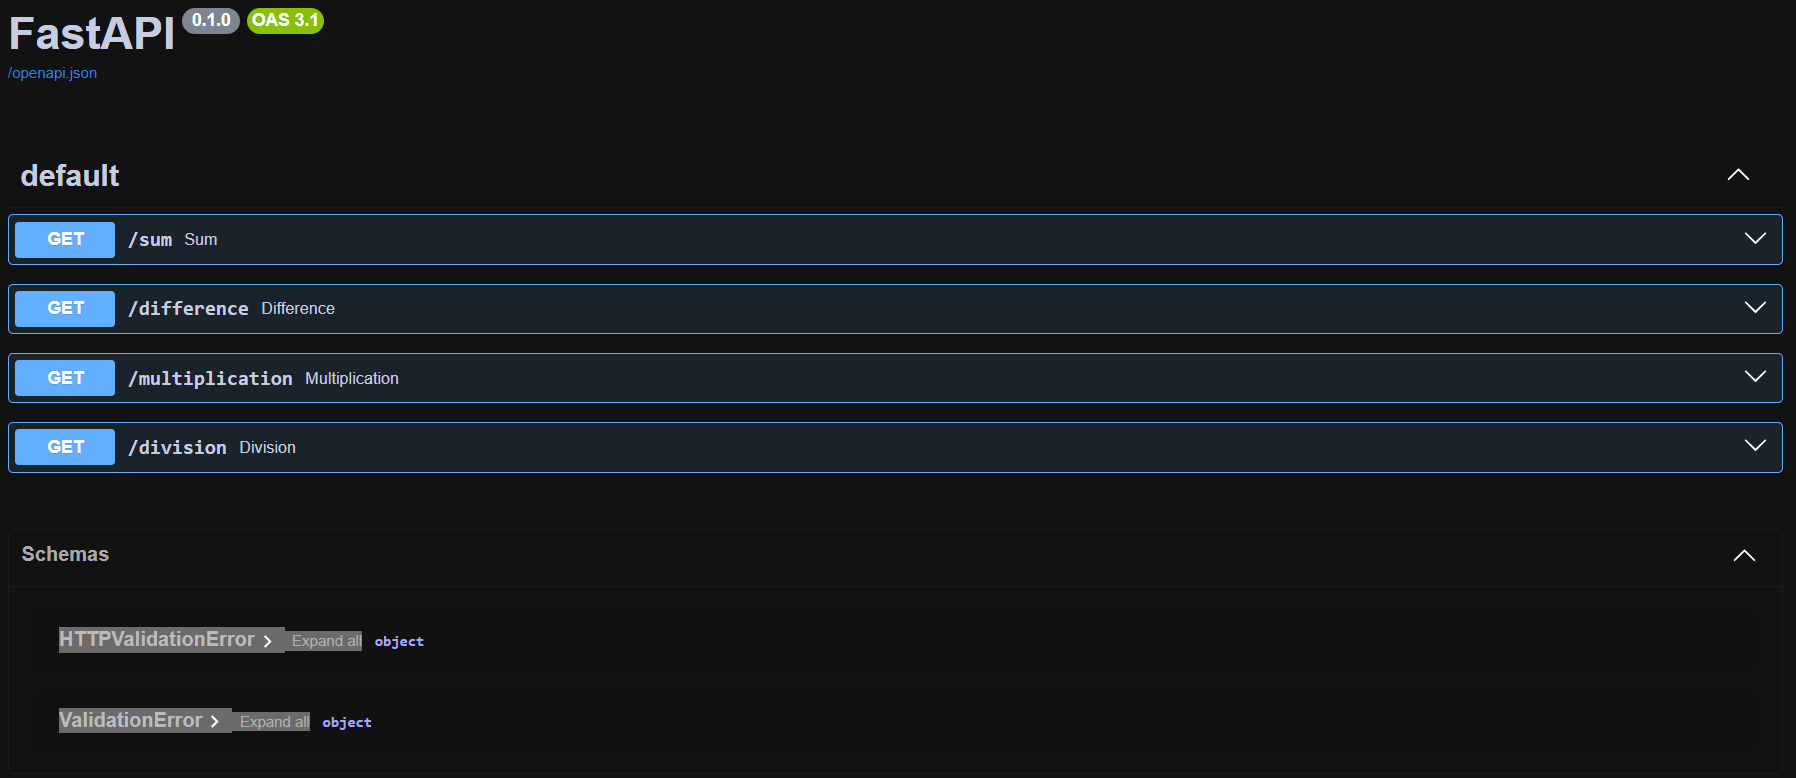 FastAPI 0.1.0 OAS 3.1
/openapi.json
default
GET /sum Sum
GET /difference Difference
GET /multiplication Multiplication
GET /division Division
Schemas
HTTPValidationError Expand all object
ValidationError Expand all object